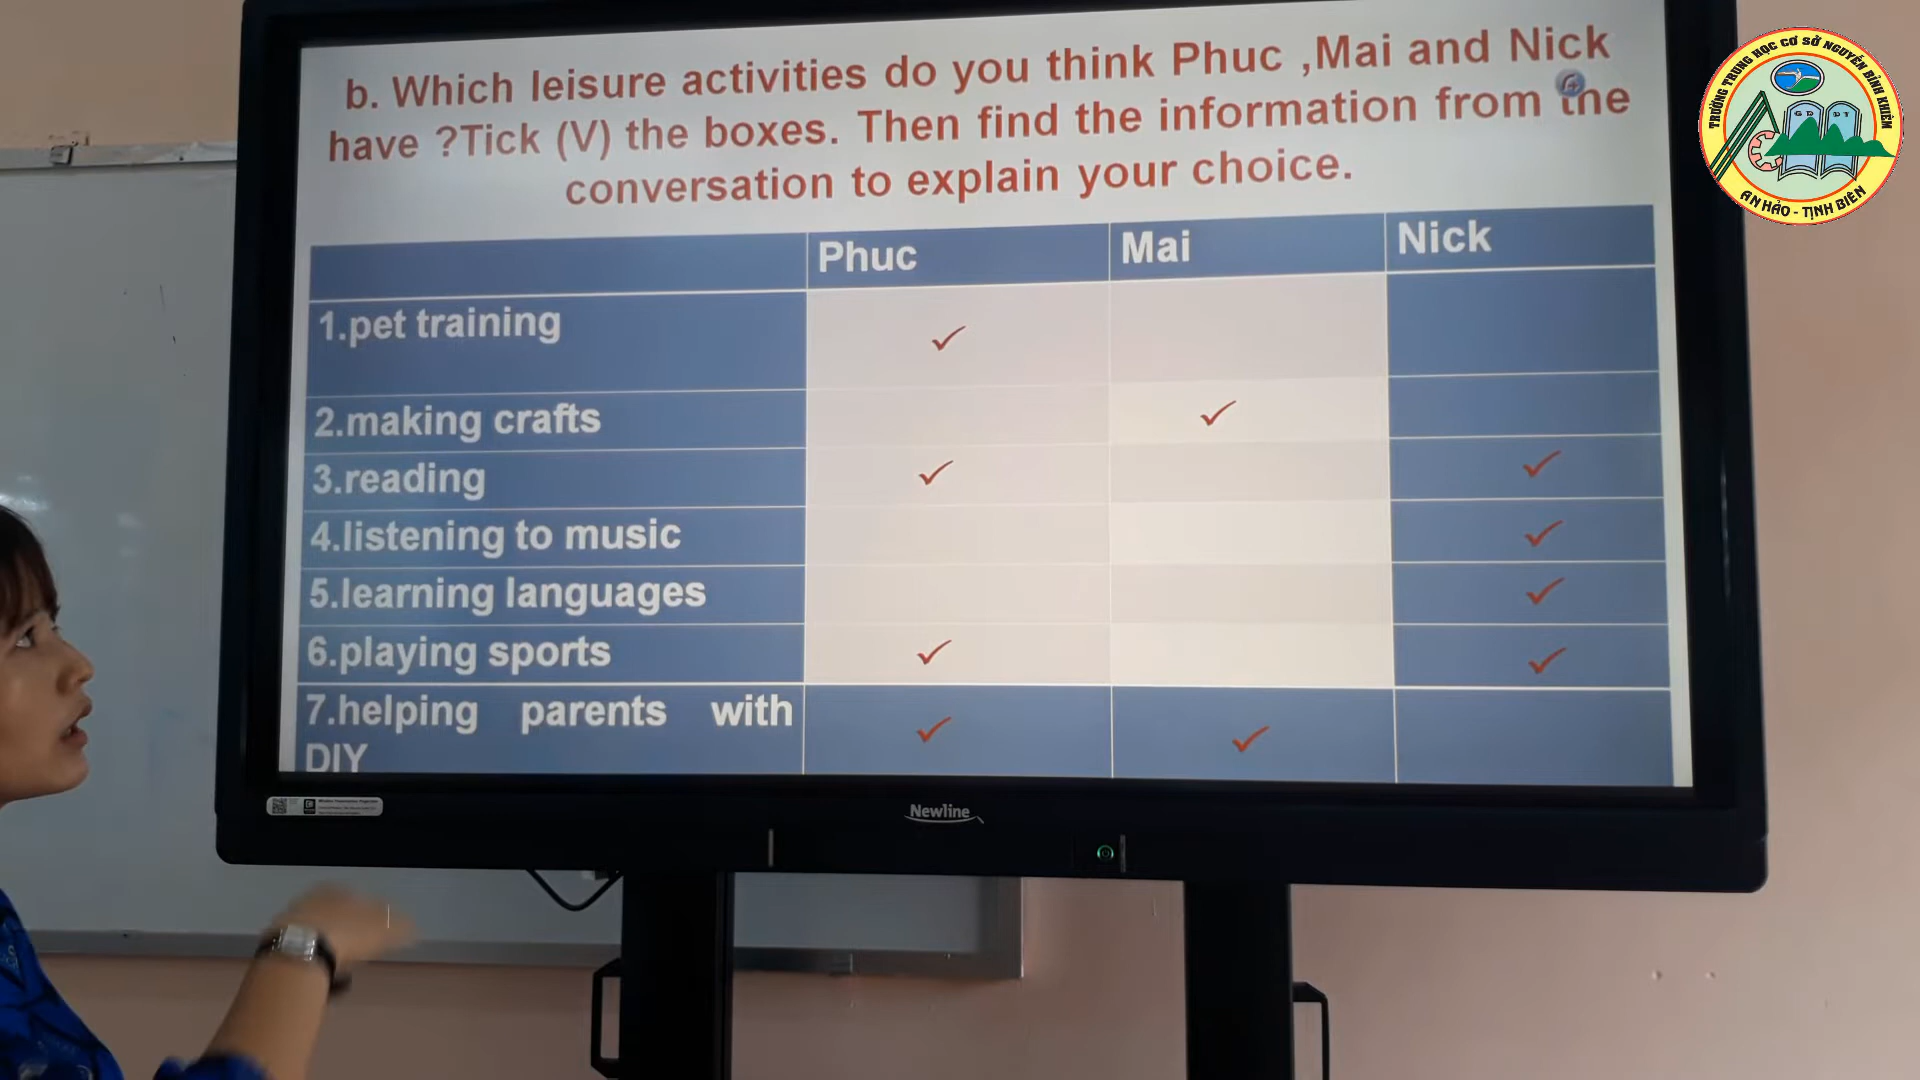 b. Which leisure activities do you think Phuc ,Mai and Nick
have ?Tick (V) the boxes. Then find the information from the
conversation to explain your choice.
Phuc Mai Nick
1.pet training ✓
2.making crafts ✓
3.reading ✓ ✓
4.listening to music ✓
5.learning languages ✓
6.playing sports ✓ ✓
7.helping parents with ✓ ✓
DIY
Newline
TRƯỜNG TRUNG HỌC CƠ SỞ NGUYỄN BỈNH KHIÊM
GD ĐT
AN HẢO - TỊNH BIÊN